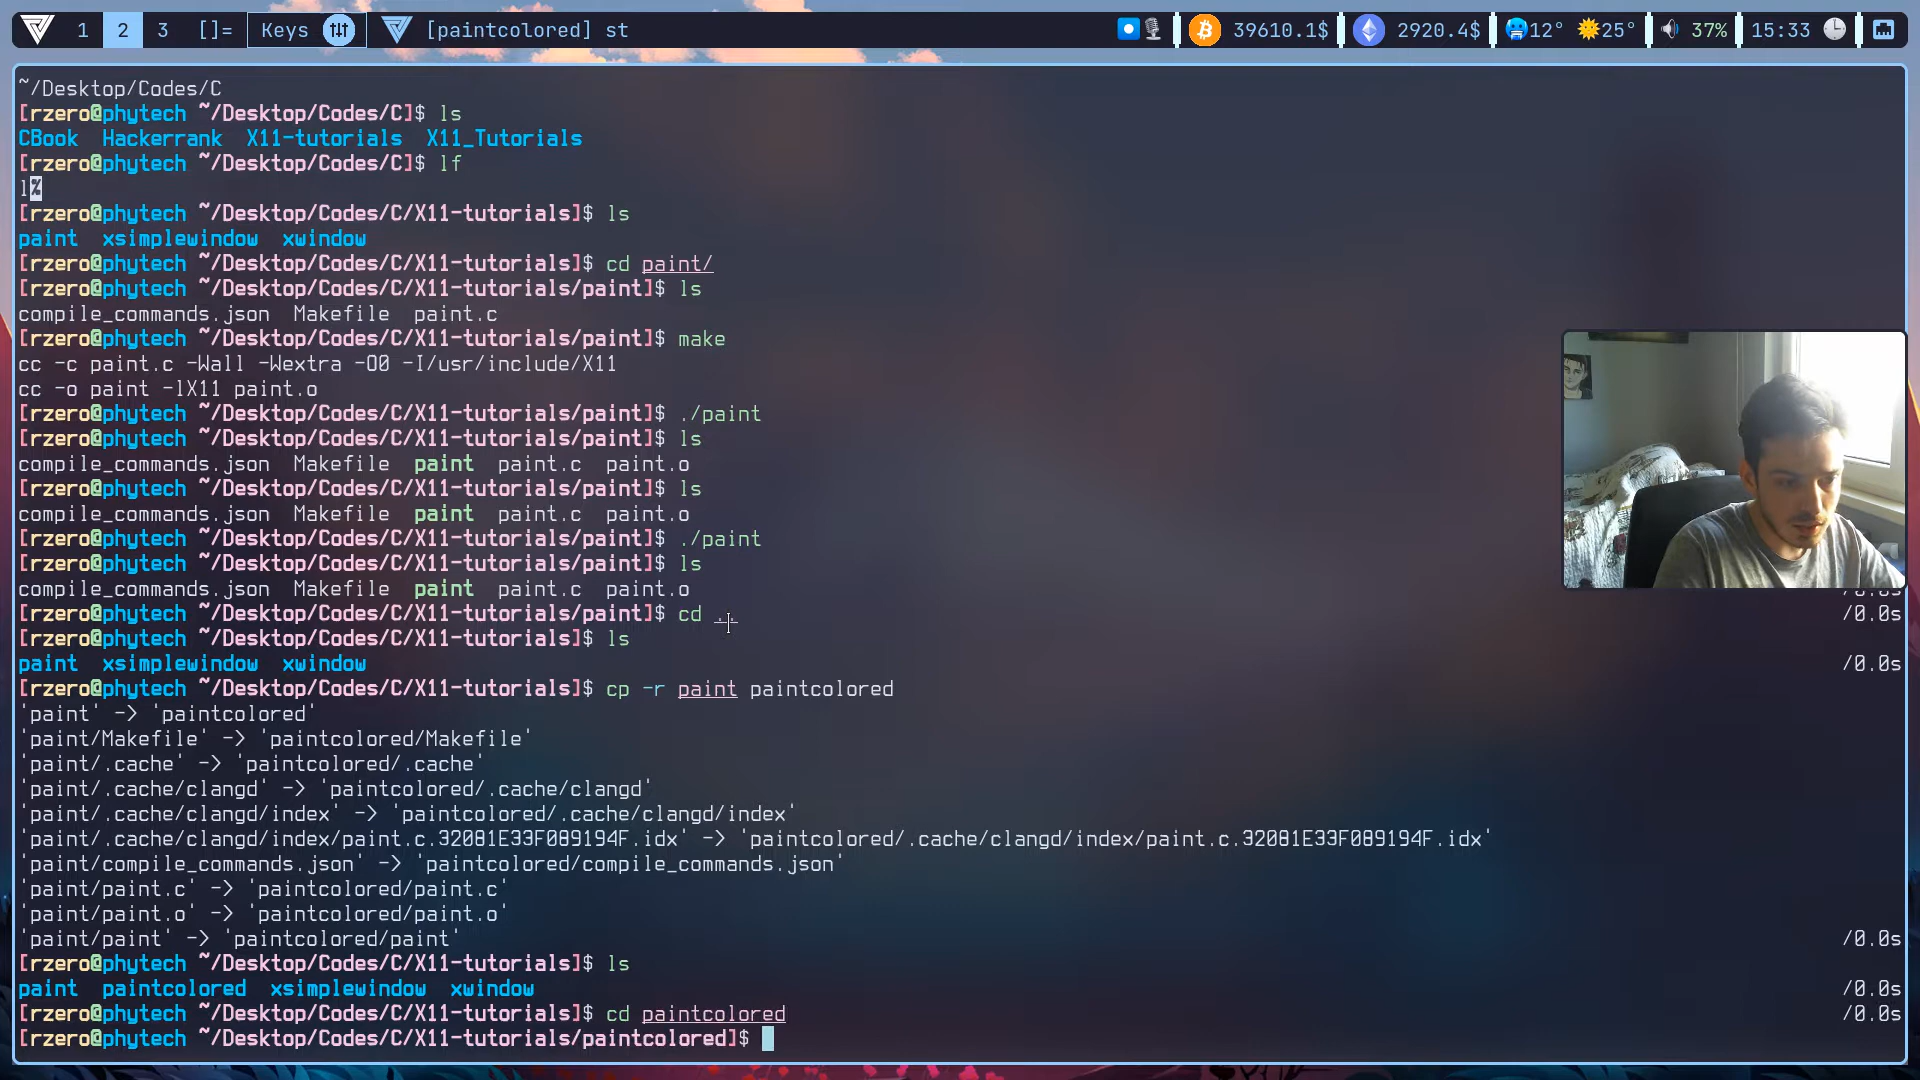 1 2 3 []= Keys [paintcolored] st 39610.1$ 2920.4$ 12° 25° 37% 15:33
~/Desktop/Codes/C
[rzero@phytech ~/Desktop/Codes/C]$ ls
CBook Hackerrank X11-tutorials X11_Tutorials
[rzero@phytech ~/Desktop/Codes/C]$ lf
l%
[rzero@phytech ~/Desktop/Codes/C/X11-tutorials]$ ls
paint xsimplewindow xwindow
[rzero@phytech ~/Desktop/Codes/C/X11-tutorials]$ cd paint/
[rzero@phytech ~/Desktop/Codes/C/X11-tutorials/paint]$ ls
compile_commands.json Makefile paint.c
[rzero@phytech ~/Desktop/Codes/C/X11-tutorials/paint]$ make
cc -c paint.c -Wall -Wextra -O0 -I/usr/include/X11
cc -o paint -lX11 paint.o
[rzero@phytech ~/Desktop/Codes/C/X11-tutorials/paint]$ ./paint
[rzero@phytech ~/Desktop/Codes/C/X11-tutorials/paint]$ ls
compile_commands.json Makefile paint paint.c paint.o
[rzero@phytech ~/Desktop/Codes/C/X11-tutorials/paint]$ ls
compile_commands.json Makefile paint paint.c paint.o
[rzero@phytech ~/Desktop/Codes/C/X11-tutorials/paint]$ ./paint
[rzero@phytech ~/Desktop/Codes/C/X11-tutorials/paint]$ ls
compile_commands.json Makefile paint paint.c paint.o /0.0s
[rzero@phytech ~/Desktop/Codes/C/X11-tutorials/paint]$ cd .. /0.0s
[rzero@phytech ~/Desktop/Codes/C/X11-tutorials]$ ls
paint xsimplewindow xwindow /0.0s
[rzero@phytech ~/Desktop/Codes/C/X11-tutorials]$ cp -r paint paintcolored
'paint' -> 'paintcolored'
'paint/Makefile' -> 'paintcolored/Makefile'
'paint/.cache' -> 'paintcolored/.cache'
'paint/.cache/clangd' -> 'paintcolored/.cache/clangd'
'paint/.cache/clangd/index' -> 'paintcolored/.cache/clangd/index'
'paint/.cache/clangd/index/paint.c.32081E33F089194F.idx' -> 'paintcolored/.cache/clangd/index/paint.c.32081E33F089194F.idx'
'paint/compile_commands.json' -> 'paintcolored/compile_commands.json'
'paint/paint.c' -> 'paintcolored/paint.c'
'paint/paint.o' -> 'paintcolored/paint.o'
'paint/paint' -> 'paintcolored/paint' /0.0s
[rzero@phytech ~/Desktop/Codes/C/X11-tutorials]$ ls
paint paintcolored xsimplewindow xwindow /0.0s
[rzero@phytech ~/Desktop/Codes/C/X11-tutorials]$ cd paintcolored /0.0s
[rzero@phytech ~/Desktop/Codes/C/X11-tutorials/paintcolored]$